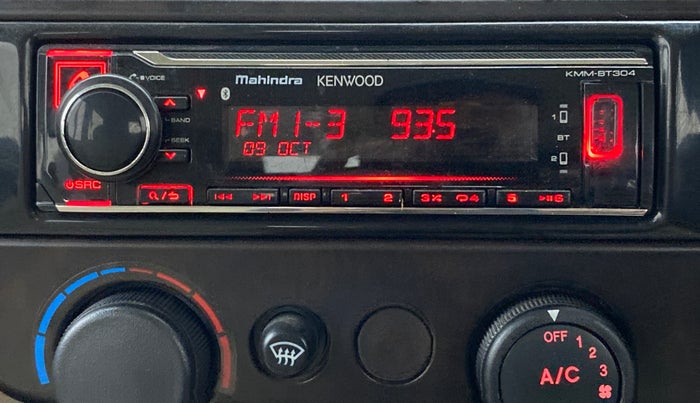 VOICE
Mahindra KENWOOD
KMM-BT304
BAND
SEEK
FM1-3 935
09 OCT
1
BT
2
SRC
DISP 1 2 3 4 5 6
OFF 1 2 3
A/C